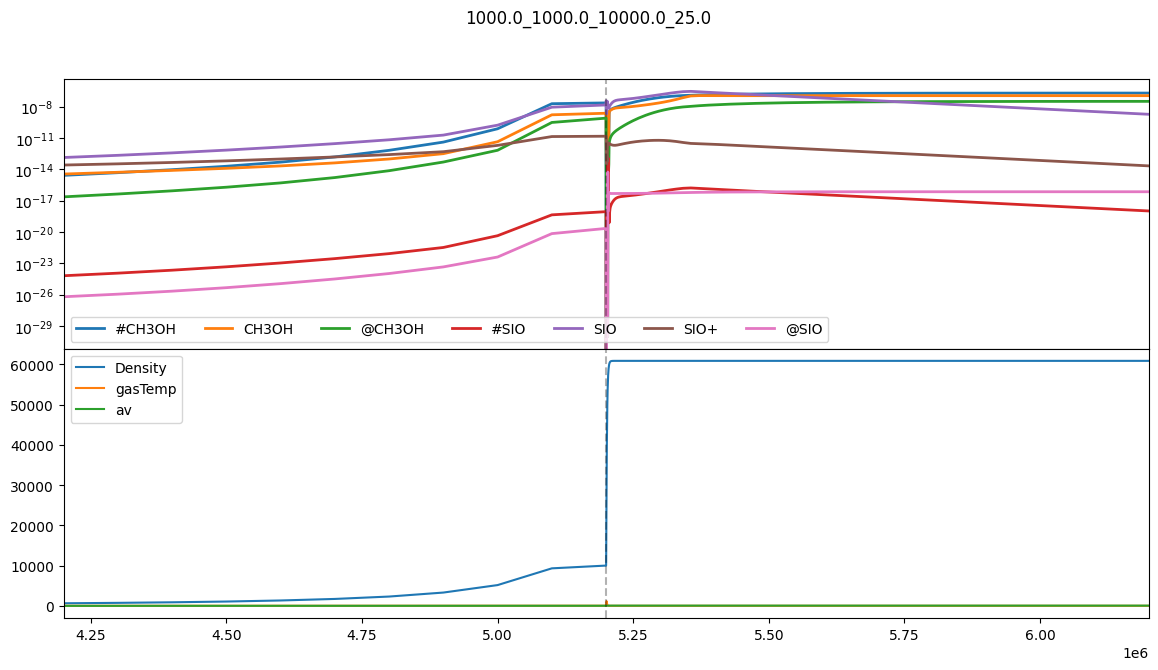 1000.0_1000.0_10000.0_25.0
10⁻⁸
10⁻¹¹
10⁻¹⁴
10⁻¹⁷
10⁻²⁰
10⁻²³
10⁻²⁶
10⁻²⁹
#CH3OH CH3OH @CH3OH #SIO SIO SIO+ @SIO
60000
50000
40000
30000
20000
10000
0
Density
gasTemp
av
4.25 4.50 4.75 5.00 5.25 5.50 5.75 6.00
1e6